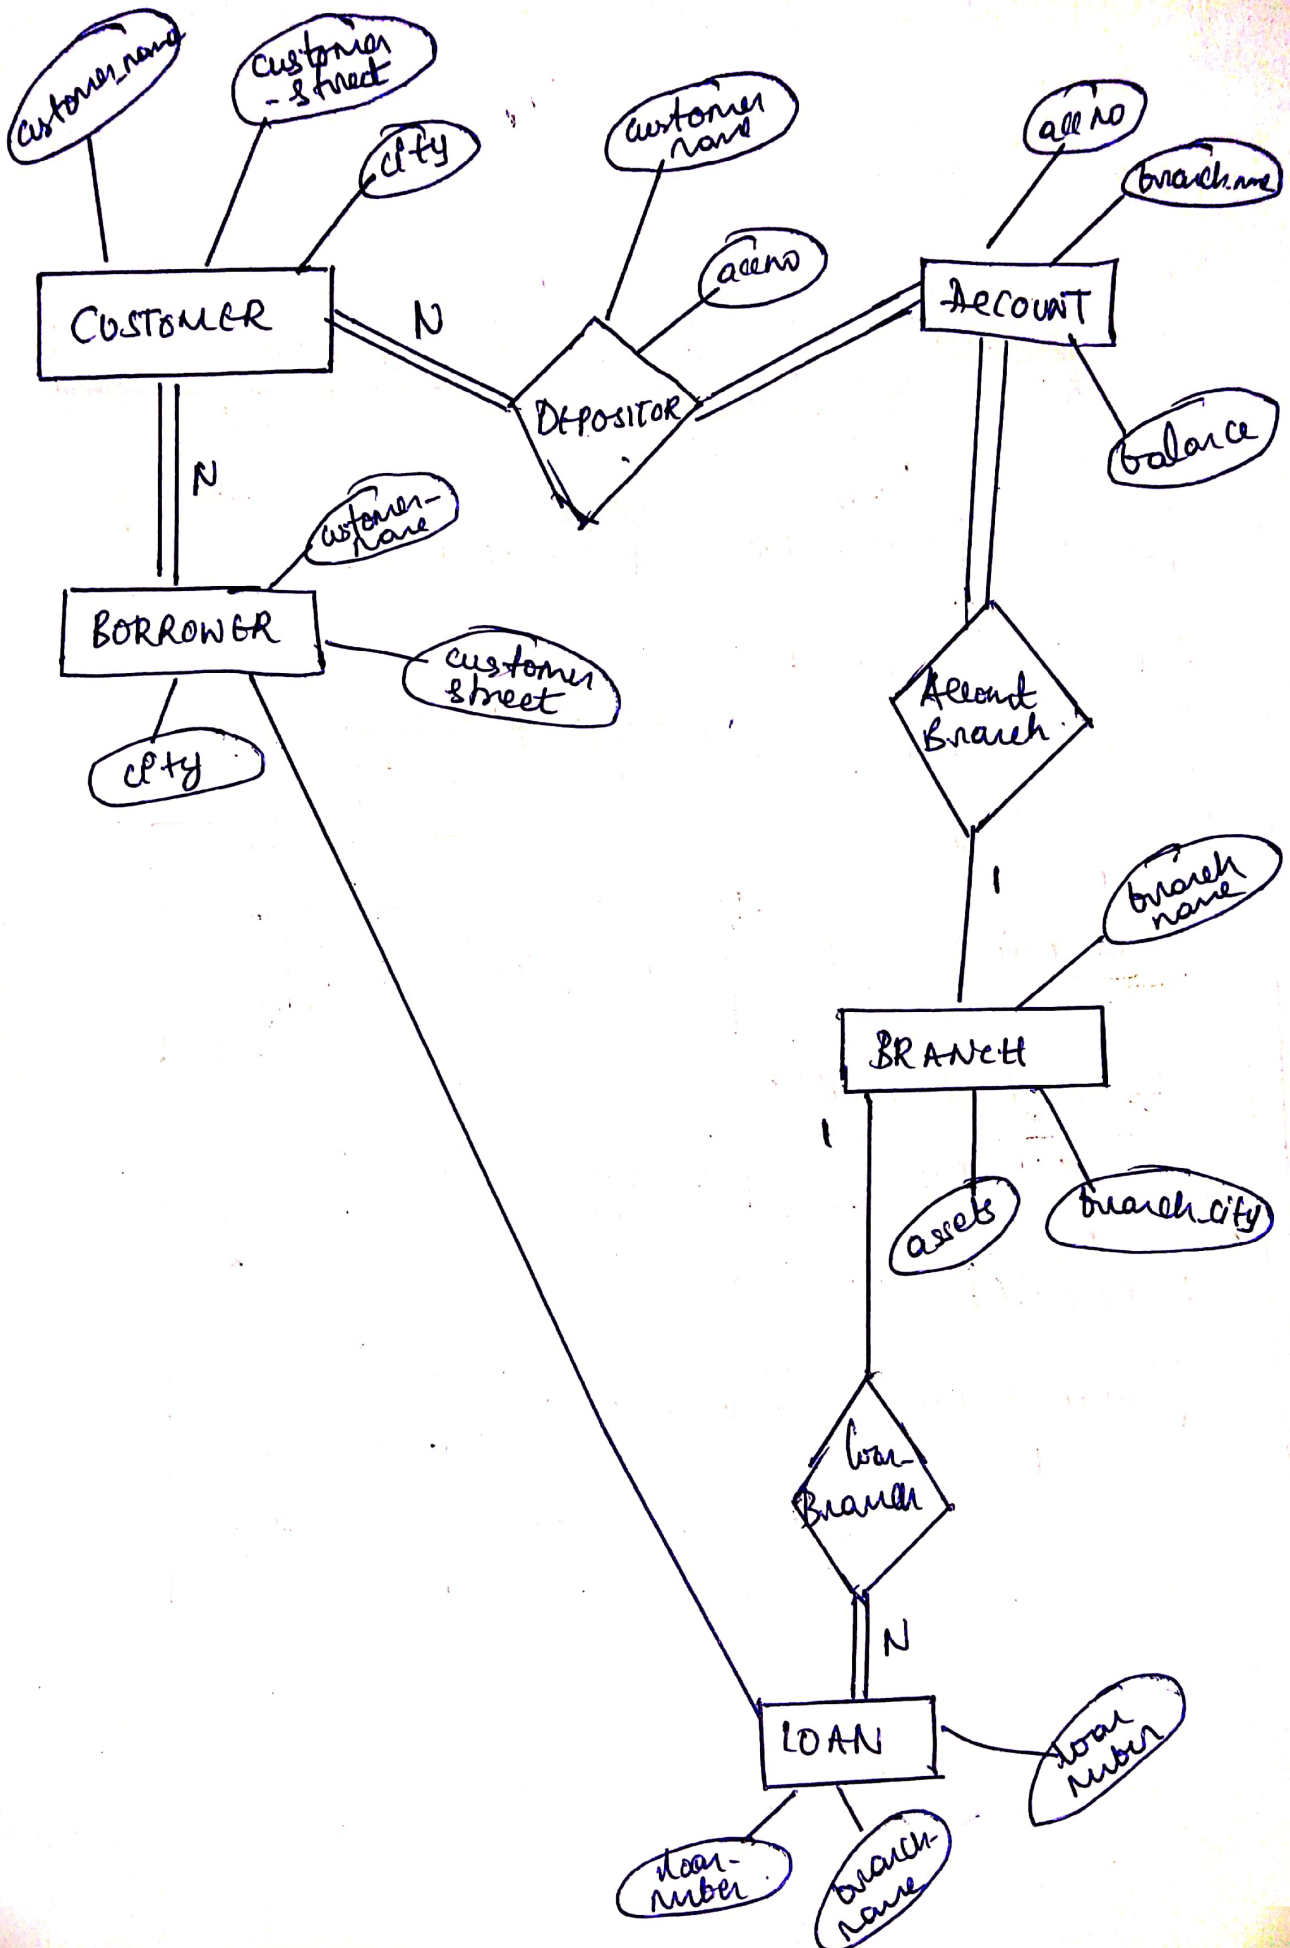 customer_name
customer
- street
city
customer
name
accno
acc no
branch_name
CUSTOMER
N
DEPOSITOR
ACCOUNT
balance
N
customer-
name
BORROWER
customer
street
city
Account
Branch
1
branch
name
BRANCH
1
assets
branch_city
loan_
Branch
N
LOAN
loan
number
loan-
number
branch-
name